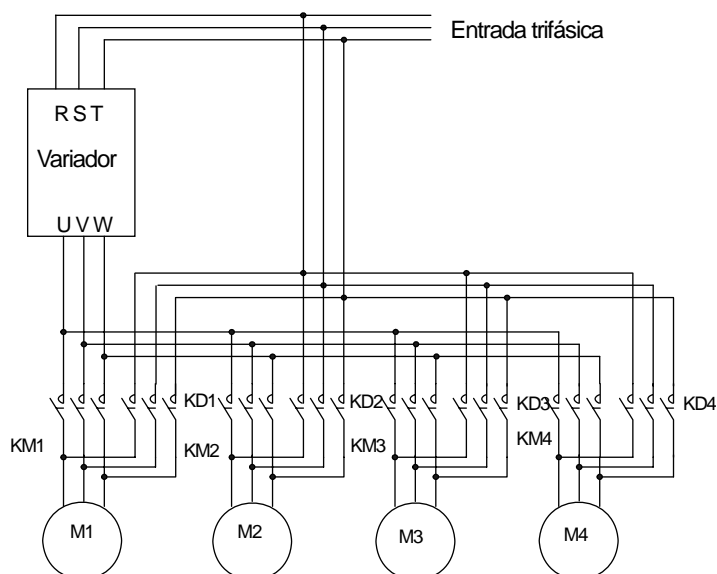 Entrada trifásica
R S T
Variador
U V W
KD1
KD2
KD3
KD4
KM1
KM2
KM3
KM4
M1
M2
M3
M4